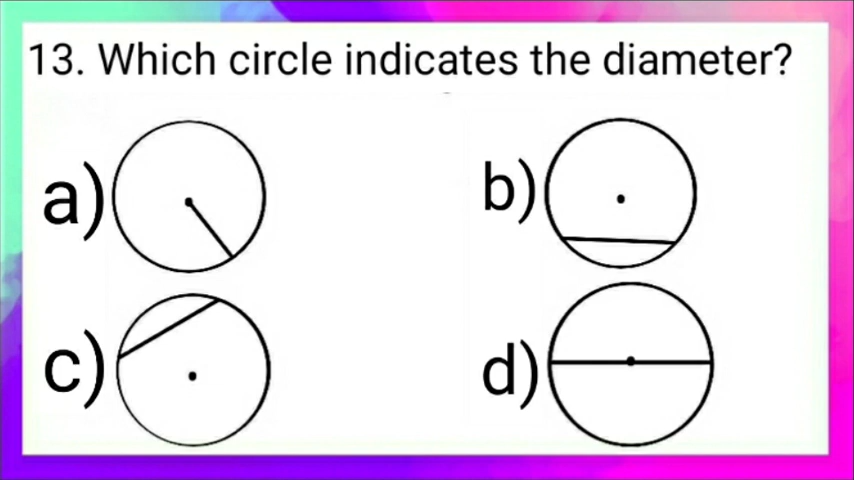 13. Which circle indicates the diameter?
a) b)
c) d)